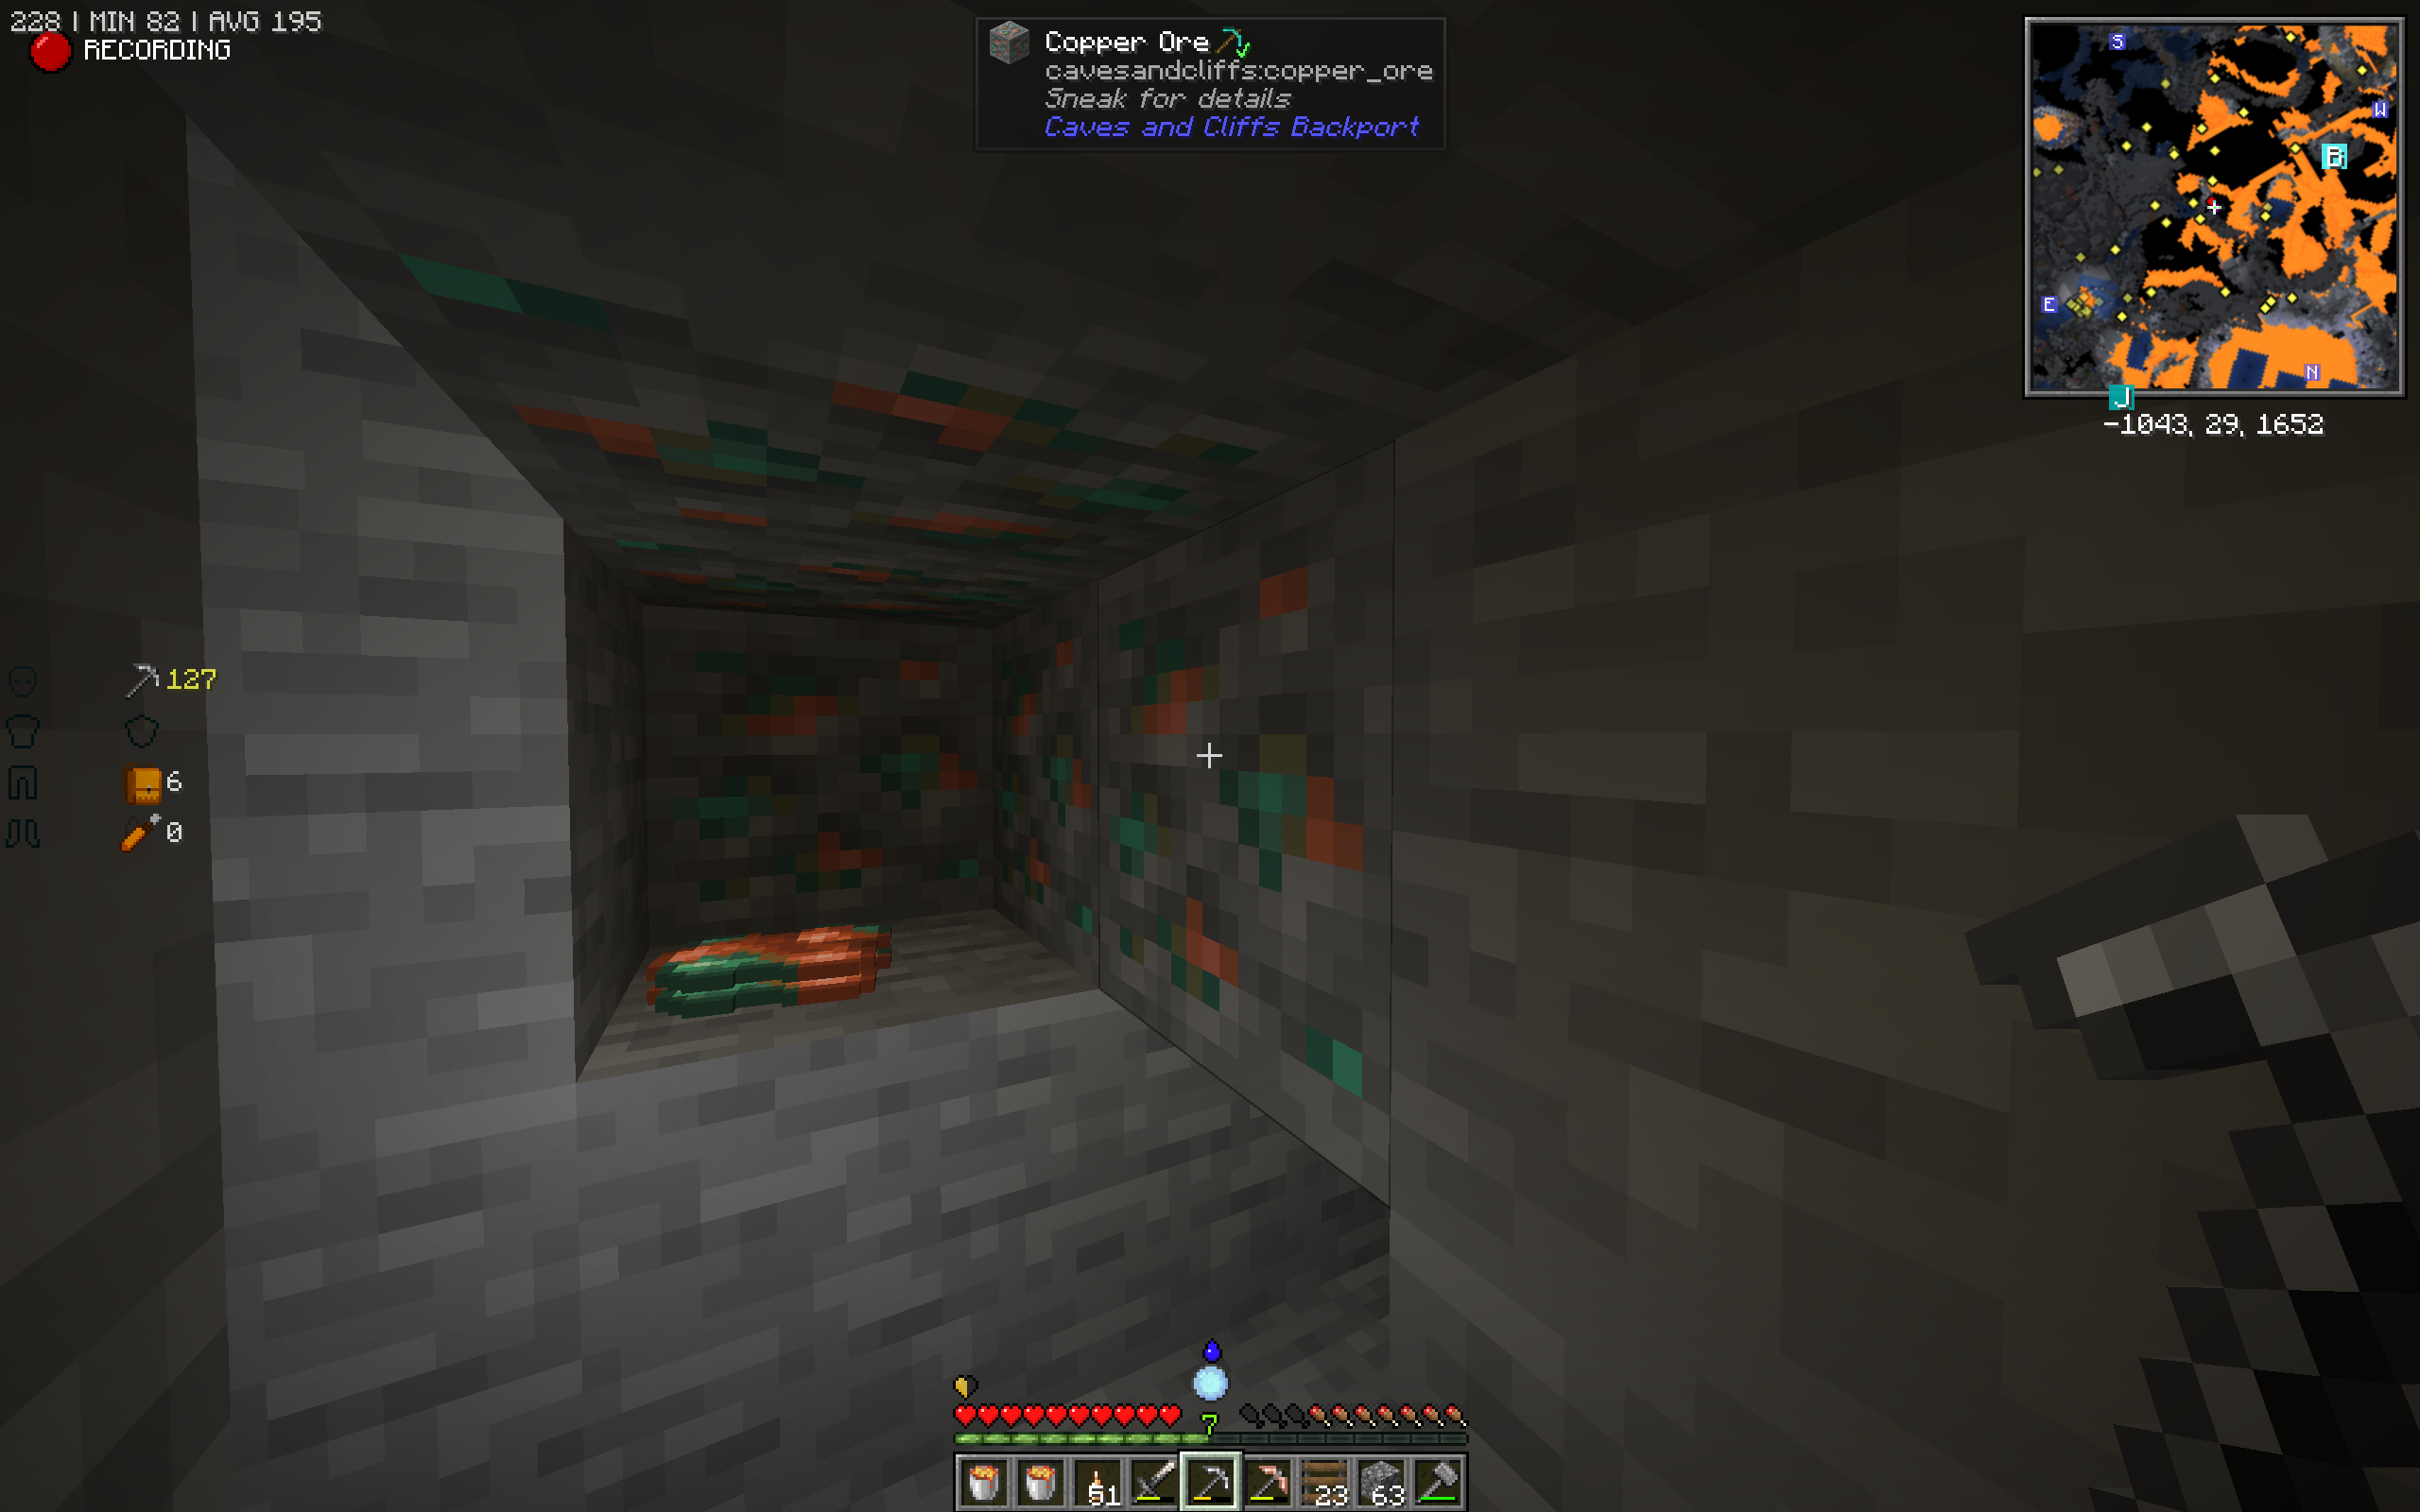 228 | MIN 82 | AVG 195
RECORDING
Copper Ore
cavesandcliffs:copper_ore
Sneak for details
Caves and Cliffs Backport
S
W
E
N
J
-1043, 29, 1652
127
6
0
7
51
23
63